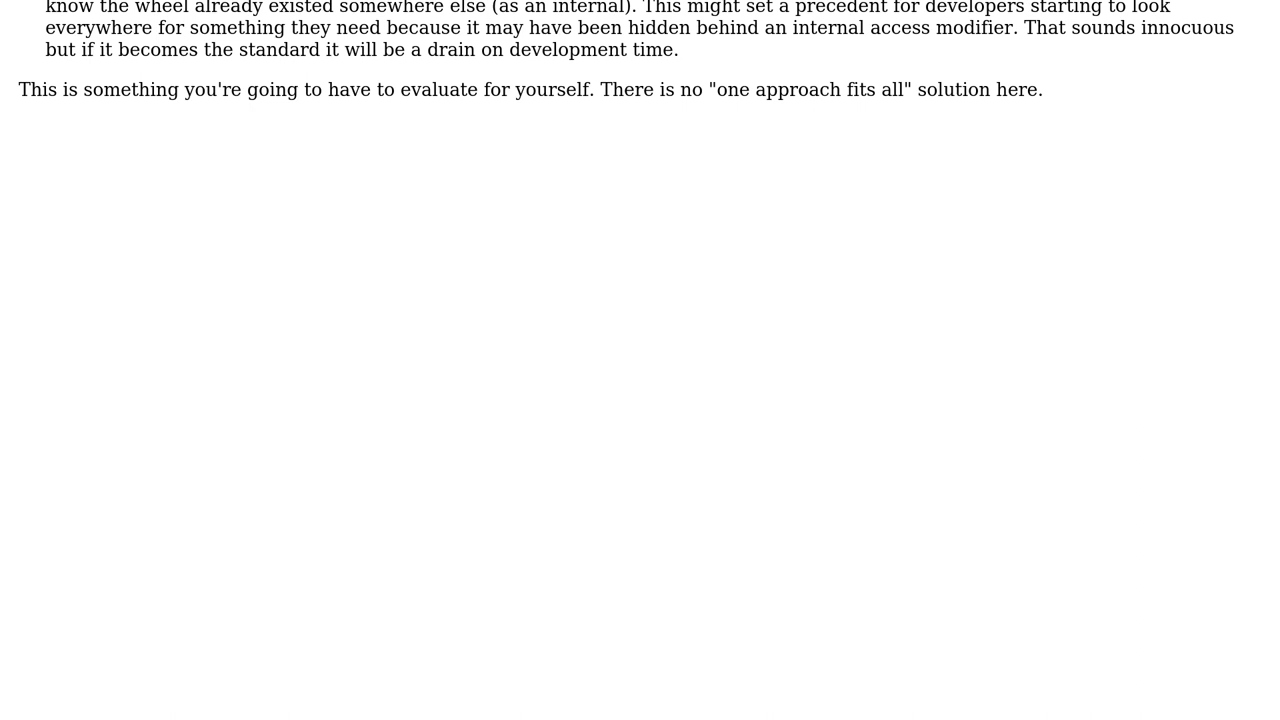 know the wheel already existed somewhere else (as an internal). This might set a precedent for developers starting to look
everywhere for something they need because it may have been hidden behind an internal access modifier. That sounds innocuous
but if it becomes the standard it will be a drain on development time.
This is something you're going to have to evaluate for yourself. There is no "one approach fits all" solution here.